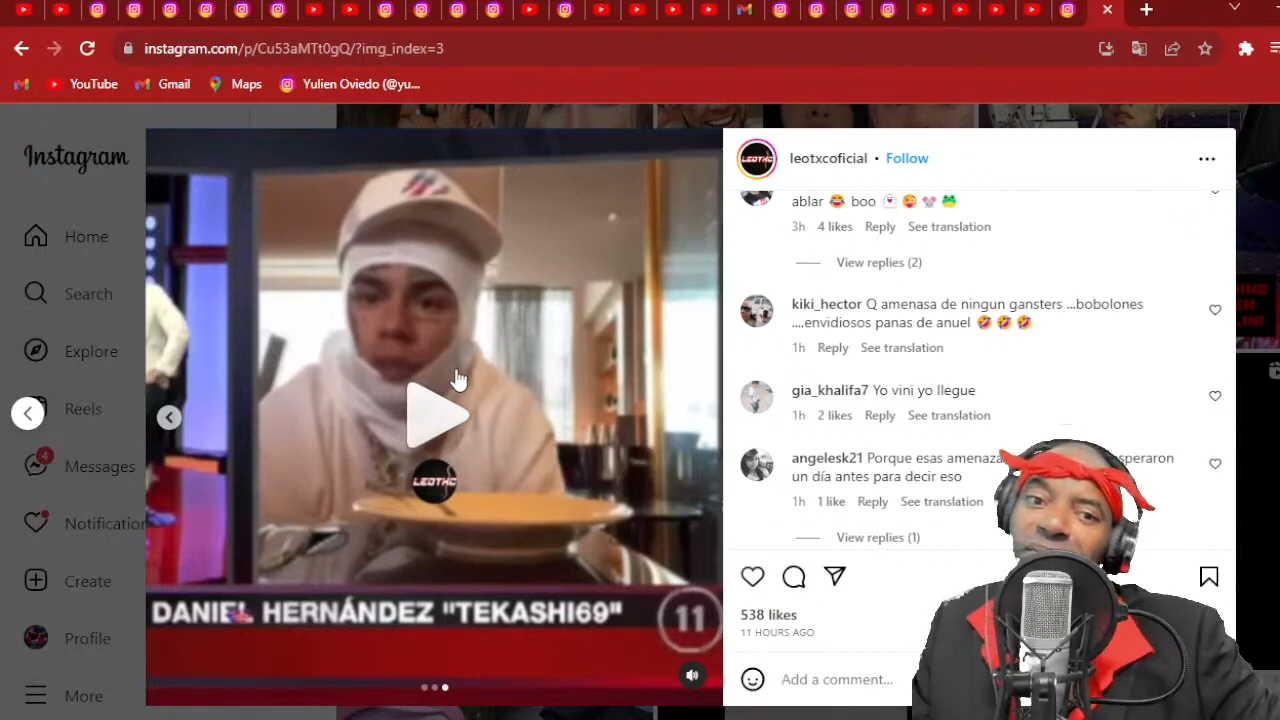 instagram.com/p/Cu53aMTt0gQ/?img_index=3
YouTube
Gmail
Maps
Yulien Oviedo (@yu...
Instagram
Home
Search
Explore
Reels
4
Messages
Notification
Create
Profile
More
LEOTXC
DANIEL HERNÁNDEZ "TEKASHI69"
11
LEOTXC
leotxcoficial • Follow
ablar 😂 boo 👻 😜 🐭 🐸
3h 4 likes Reply See translation
View replies (2)
kiki_hector Q amenasa de ningun gansters ...bobolones
....envidiosos panas de anuel 🤣 🤣 🤣
1h Reply See translation
gia_khalifa7 Yo vini yo llegue
1h 2 likes Reply See translation
angelesk21 Porque esas amenaza
un día antes para decir eso
1h 1 like Reply See translation
View replies (1)
538 likes
11 HOURS AGO
Add a comment...